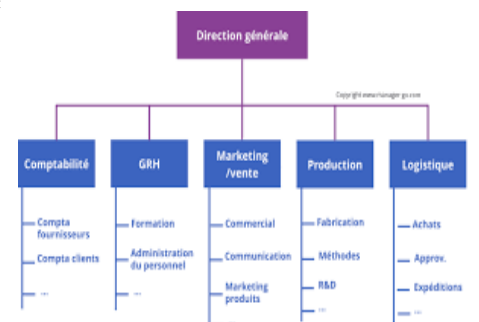 Direction générale
Copyright www.manager-go.com
Comptabilité
GRH
Marketing
/vente
Production
Logistique
Compta
fournisseurs
Compta clients
...
Formation
Administration
du personnel
...
Commercial
Communication
Marketing
produits
Fabrication
Méthodes
R&D
...
Achats
Approv.
Expéditions
...